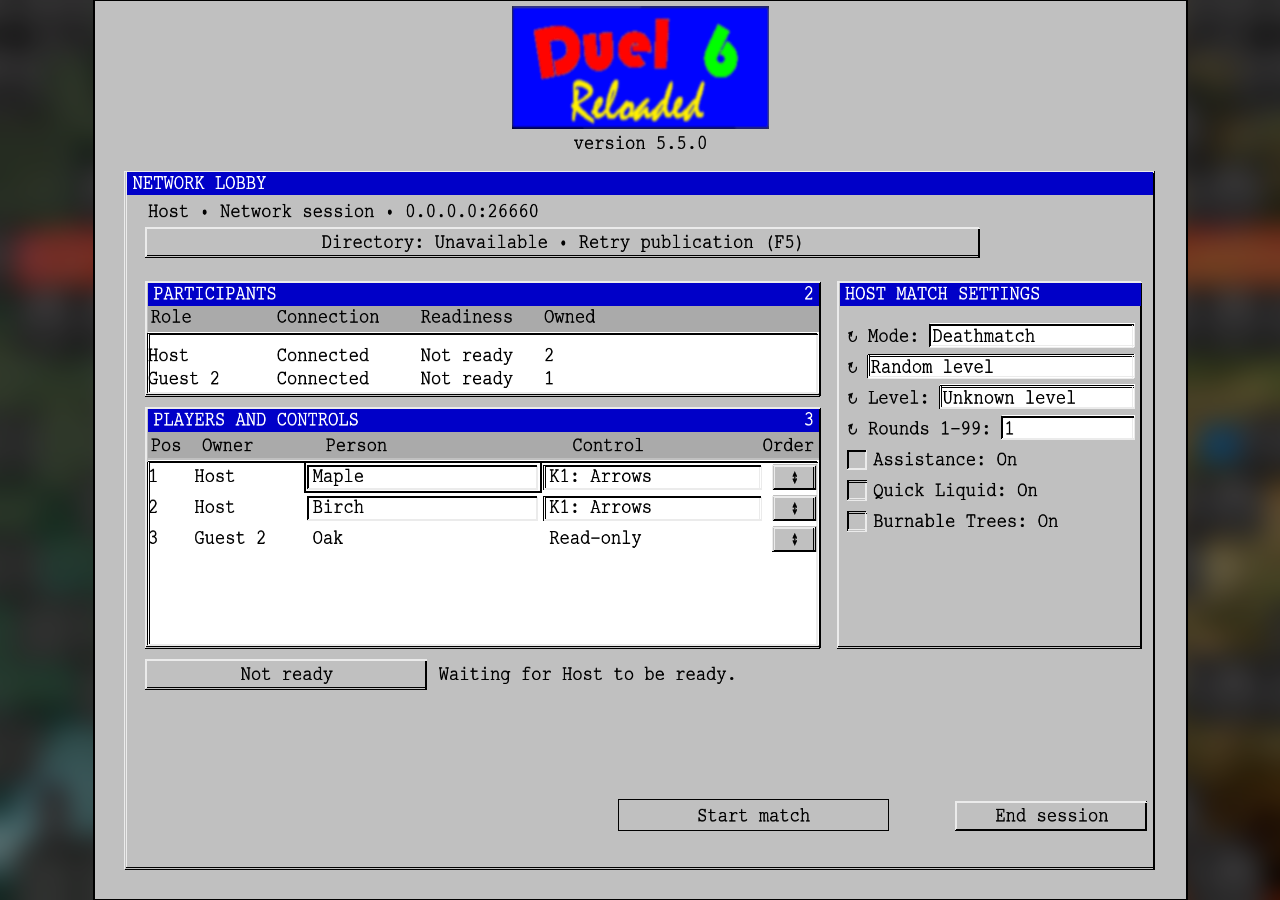 Duel 6
Reloaded
version 5.5.0
NETWORK LOBBY
Host • Network session • 0.0.0.0:26660
Directory: Unavailable • Retry publication (F5)
PARTICIPANTS 2
Role Connection Readiness Owned
Host Connected Not ready 2
Guest 2 Connected Not ready 1
PLAYERS AND CONTROLS 3
Pos Owner Person Control Order
1 Host Maple K1: Arrows
2 Host Birch K1: Arrows
3 Guest 2 Oak Read-only
HOST MATCH SETTINGS
↻ Mode: Deathmatch
↻ Random level
↻ Level: Unknown level
↻ Rounds 1-99: 1
Assistance: On
Quick Liquid: On
Burnable Trees: On
Not ready Waiting for Host to be ready.
Start match End session